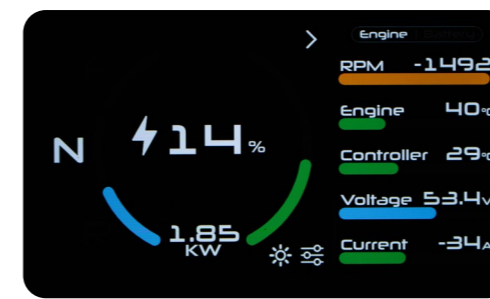 Engine
RPM -1492
Engine 40°C
N
14%
Controller 29°C
Voltage 53.4V
1.85
KW
Current -34A